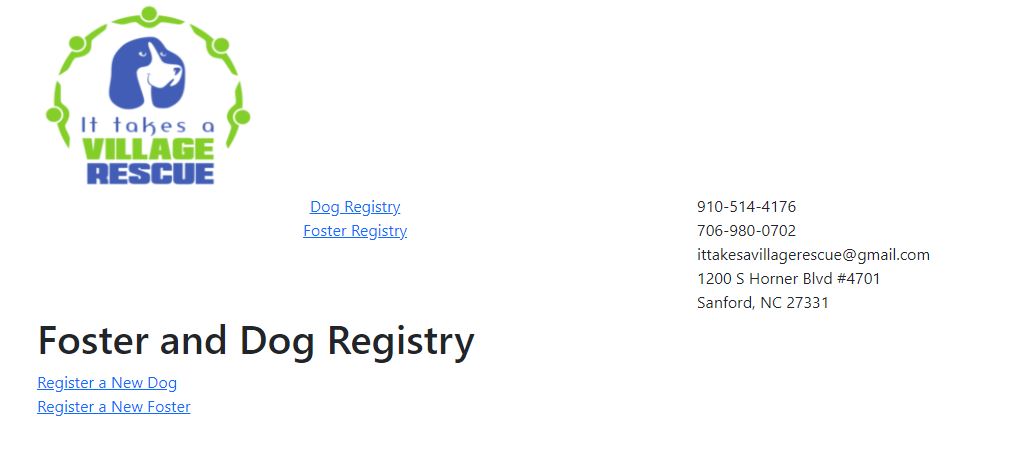 It takes a
VILLAGE
RESCUE
Dog Registry
Foster Registry
910-514-4176
706-980-0702
ittakesavillagerescue@gmail.com
1200 S Horner Blvd #4701
Sanford, NC 27331
Foster and Dog Registry
Register a New Dog
Register a New Foster